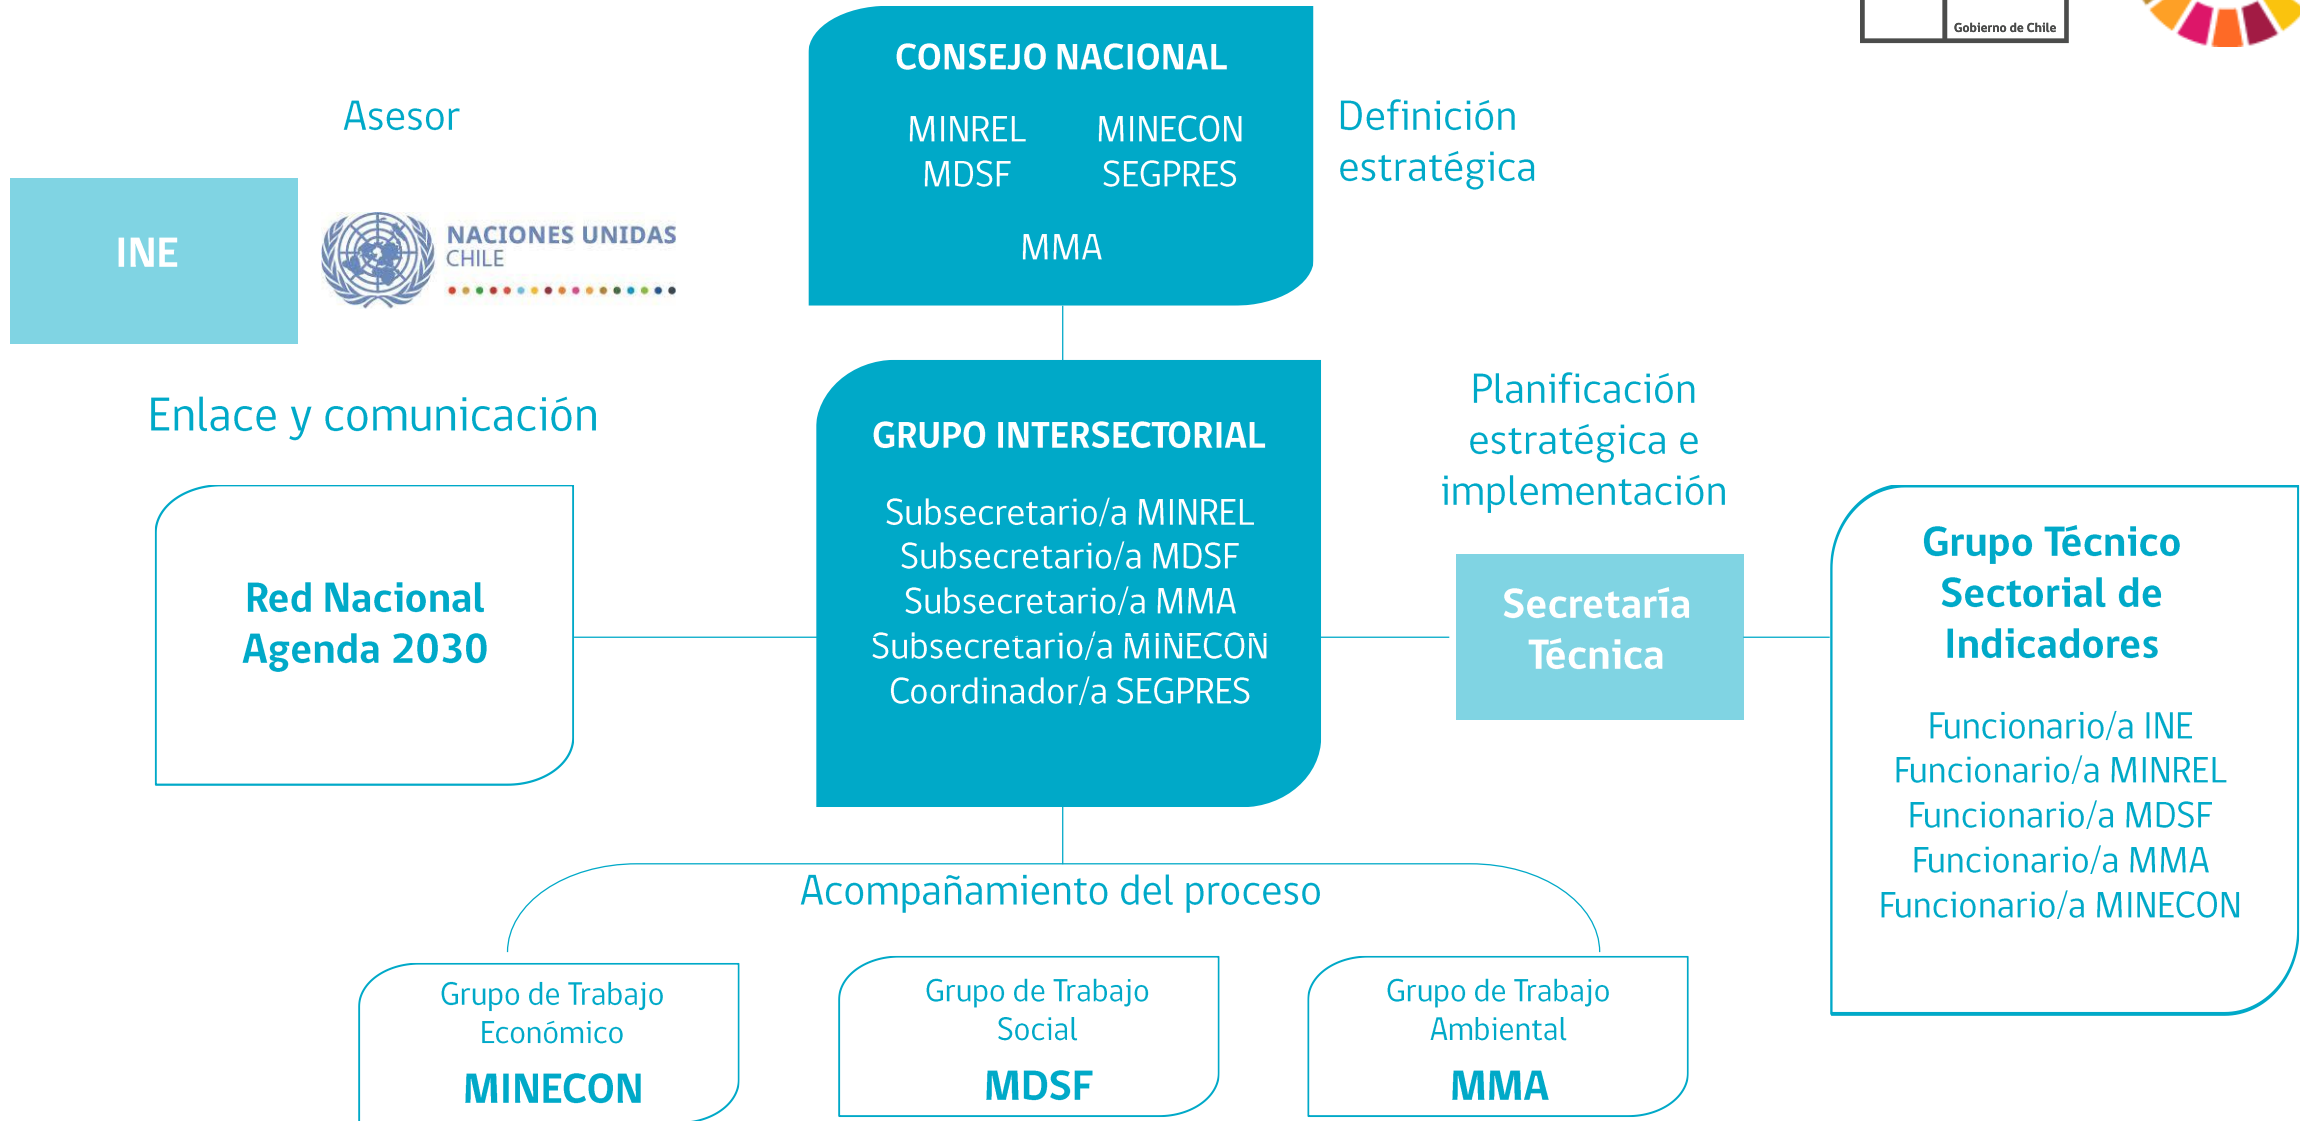 Gobierno de Chile
CONSEJO NACIONAL
MINREL MINECON
MDSF SEGPRES
MMA
Asesor
Definición
estratégica
INE
NACIONES UNIDAS
CHILE
Enlace y comunicación
Planificación
estratégica e
implementación
GRUPO INTERSECTORIAL
Subsecretario/a MINREL
Subsecretario/a MDSF
Subsecretario/a MMA
Subsecretario/a MINECON
Coordinador/a SEGPRES
Red Nacional
Agenda 2030
Secretaría
Técnica
Grupo Técnico
Sectorial de
Indicadores
Funcionario/a INE
Funcionario/a MINREL
Funcionario/a MDSF
Funcionario/a MMA
Funcionario/a MINECON
Acompañamiento del proceso
Grupo de Trabajo
Económico
MINECON
Grupo de Trabajo
Social
MDSF
Grupo de Trabajo
Ambiental
MMA